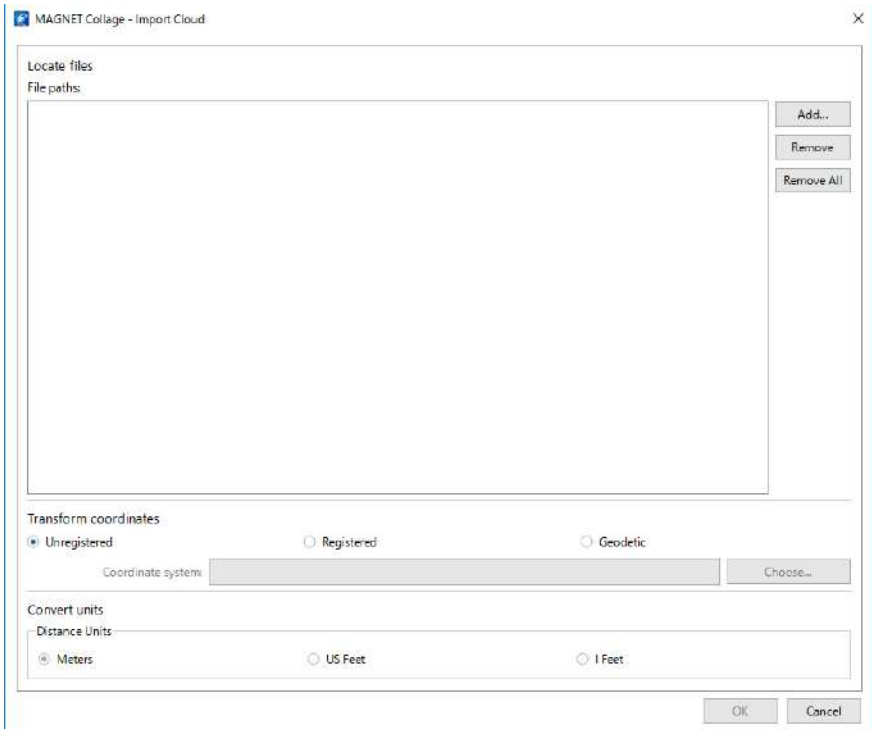 MAGNET Collage - Import Cloud
Locate files
File paths:
Add...
Remove
Remove All
Transform coordinates
Unregistered Registered Geodetic
Coordinate system: Choose...
Convert units
Distance Units
Meters US Feet I Feet
OK Cancel